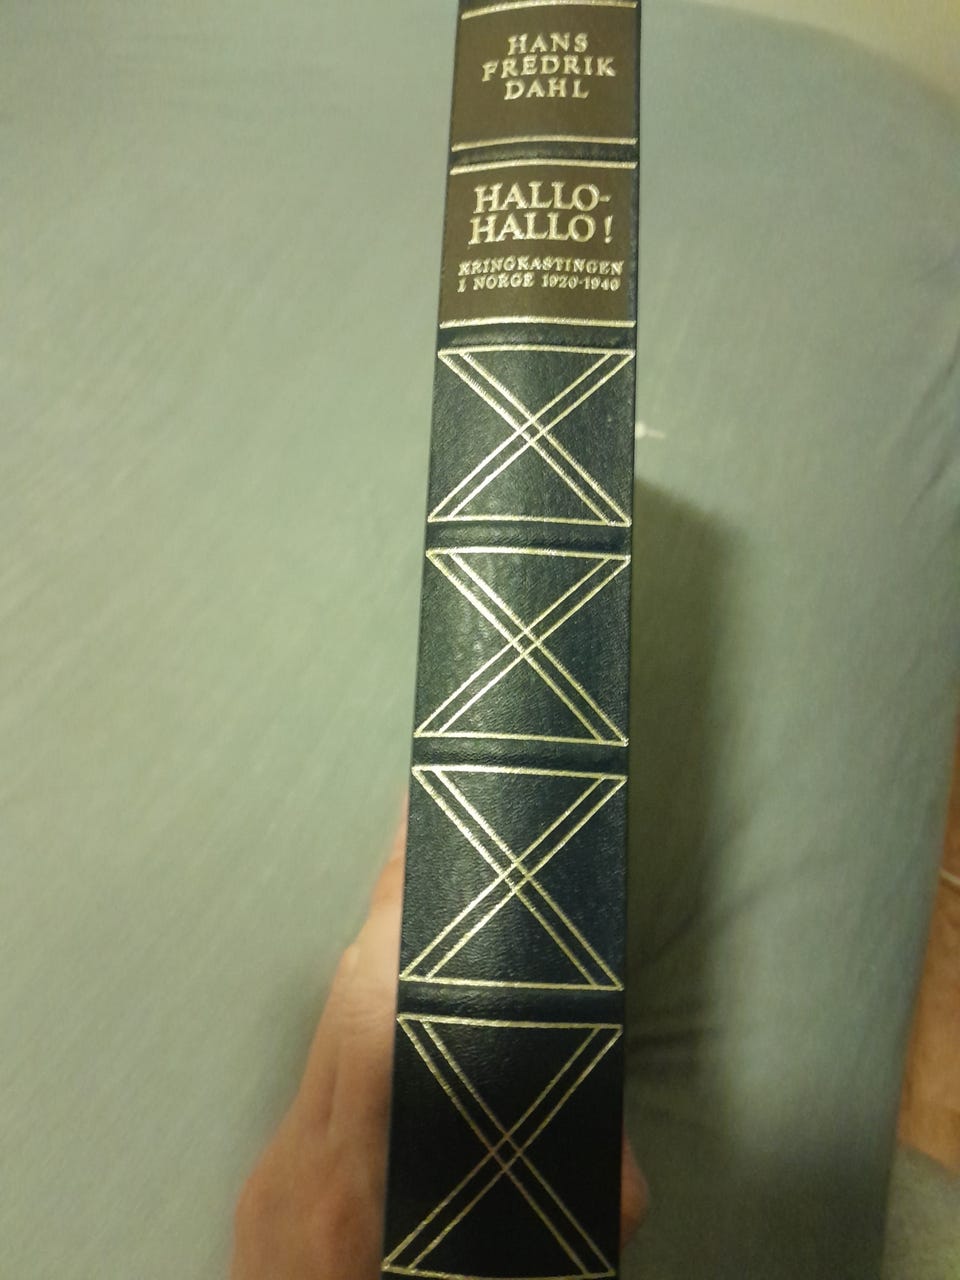 HANS
FREDRIK
DAHL
HALLO-
HALLO!
KRINGKASTINGEN
I NORGE 1920-1940